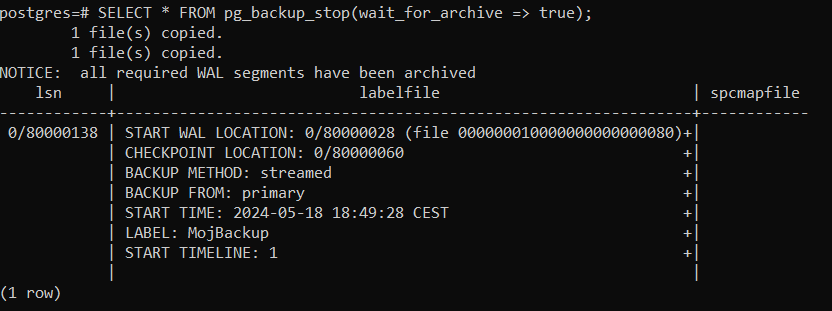 postgres=# SELECT * FROM pg_backup_stop(wait_for_archive => true);
        1 file(s) copied.
        1 file(s) copied.
NOTICE:  all required WAL segments have been archived
    lsn     |                           labelfile                            | spcmapfile
------------+----------------------------------------------------------------+------------
 0/80000138 | START WAL LOCATION: 0/80000028 (file 000000010000000000000080)+|
            | CHECKPOINT LOCATION: 0/80000060                               +|
            | BACKUP METHOD: streamed                                       +|
            | BACKUP FROM: primary                                          +|
            | START TIME: 2024-05-18 18:49:28 CEST                          +|
            | LABEL: MojBackup                                              +|
            | START TIMELINE: 1                                             +|
            |                                                                |
(1 row)